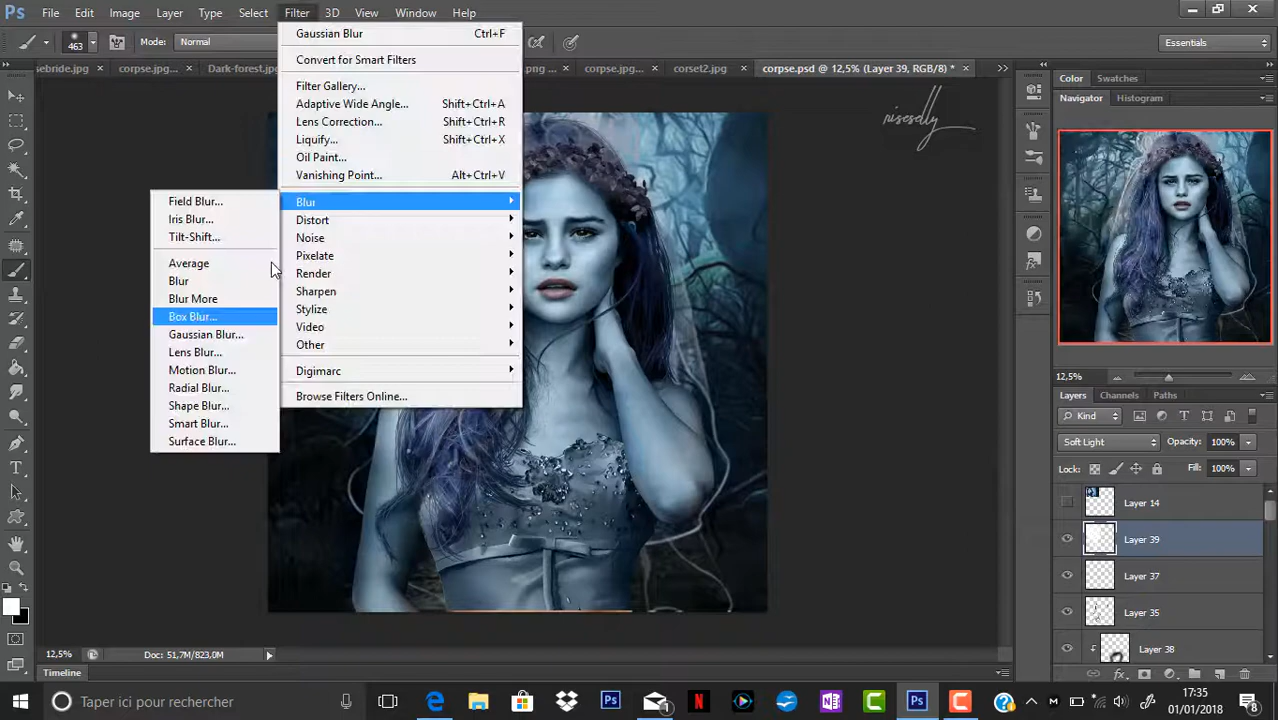 Ps File Edit Image Layer Type Select Filter 3D View Window Help
463 Mode: Normal Essentials
sebride.jpg corpse.jpg... Dark-forest.j .png ... corpse.jpg... corset2.jpg corpse.psd @ 12,5% (Layer 39, RGB/8) *
Gaussian Blur Ctrl+F
Convert for Smart Filters
Filter Gallery...
Adaptive Wide Angle... Shift+Ctrl+A
Lens Correction... Shift+Ctrl+R
Liquify... Shift+Ctrl+X
Oil Paint...
Vanishing Point... Alt+Ctrl+V
Blur
Distort
Noise
Pixelate
Render
Sharpen
Stylize
Video
Other
Digimarc
Browse Filters Online...
Field Blur...
Iris Blur...
Tilt-Shift...
Average
Blur
Blur More
Box Blur...
Gaussian Blur...
Lens Blur...
Motion Blur...
Radial Blur...
Shape Blur...
Smart Blur...
Surface Blur...
Color Swatches
Navigator Histogram
12,5%
Layers Channels Paths
Kind
Soft Light Opacity: 100%
Lock: Fill: 100%
Layer 14
Layer 39
Layer 37
Layer 35
Layer 38
12,5% Doc: 51,7M/823,0M
Timeline
Taper ici pour rechercher
17:35
01/01/2018